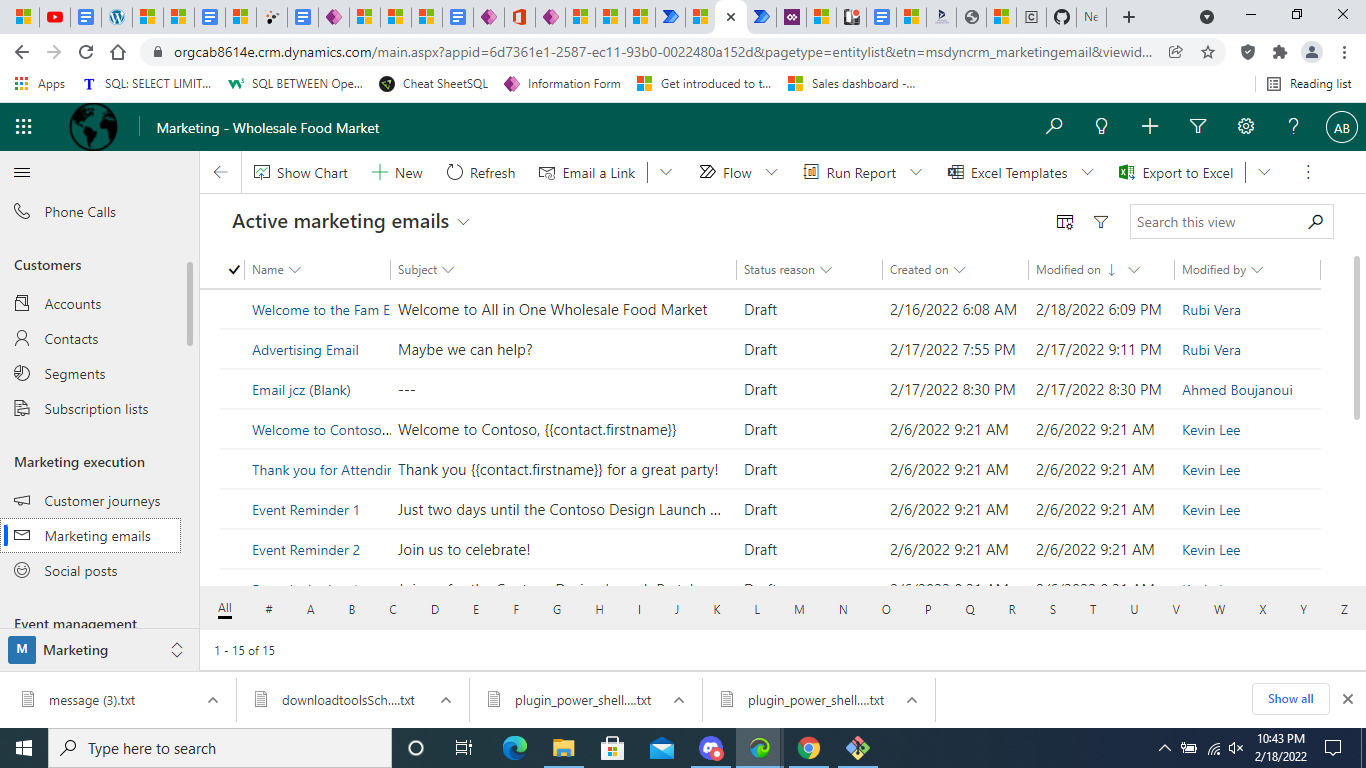 Ne
orgcab8614e.crm.dynamics.com/main.aspx?appid=6d7361e1-2587-ec11-93b0-0022480a152d&pagetype=entitylist&etn=msdyncrm_marketingemail&viewid...
Apps
SQL: SELECT LIMIT...
SQL BETWEEN Ope...
Cheat SheetSQL
Information Form
Get introduced to t...
Sales dashboard -...
Reading list
Marketing - Wholesale Food Market
AB
Show Chart
New
Refresh
Email a Link
Flow
Run Report
Excel Templates
Export to Excel
Phone Calls
Customers
Accounts
Contacts
Segments
Subscription lists
Marketing execution
Customer journeys
Marketing emails
Social posts
Event management
M
Marketing
Active marketing emails
Search this view
Name Subject Status reason Created on Modified on Modified by
Welcome to the Fam E Welcome to All in One Wholesale Food Market Draft 2/16/2022 6:08 AM 2/18/2022 6:09 PM Rubi Vera
Advertising Email Maybe we can help? Draft 2/17/2022 7:55 PM 2/17/2022 9:11 PM Rubi Vera
Email jcz (Blank) --- Draft 2/17/2022 8:30 PM 2/17/2022 8:30 PM Ahmed Boujanoui
Welcome to Contoso... Welcome to Contoso, {{contact.firstname}} Draft 2/6/2022 9:21 AM 2/6/2022 9:21 AM Kevin Lee
Thank you for Attendin Thank you {{contact.firstname}} for a great party! Draft 2/6/2022 9:21 AM 2/6/2022 9:21 AM Kevin Lee
Event Reminder 1 Just two days until the Contoso Design Launch ... Draft 2/6/2022 9:21 AM 2/6/2022 9:21 AM Kevin Lee
Event Reminder 2 Join us to celebrate! Draft 2/6/2022 9:21 AM 2/6/2022 9:21 AM Kevin Lee
All # A B C D E F G H I J K L M N O P Q R S T U V W X Y Z
1 - 15 of 15
message (3).txt
downloadtoolsSch....txt
plugin_power_shell....txt
plugin_power_shell....txt
Show all
Type here to search
10:43 PM
2/18/2022